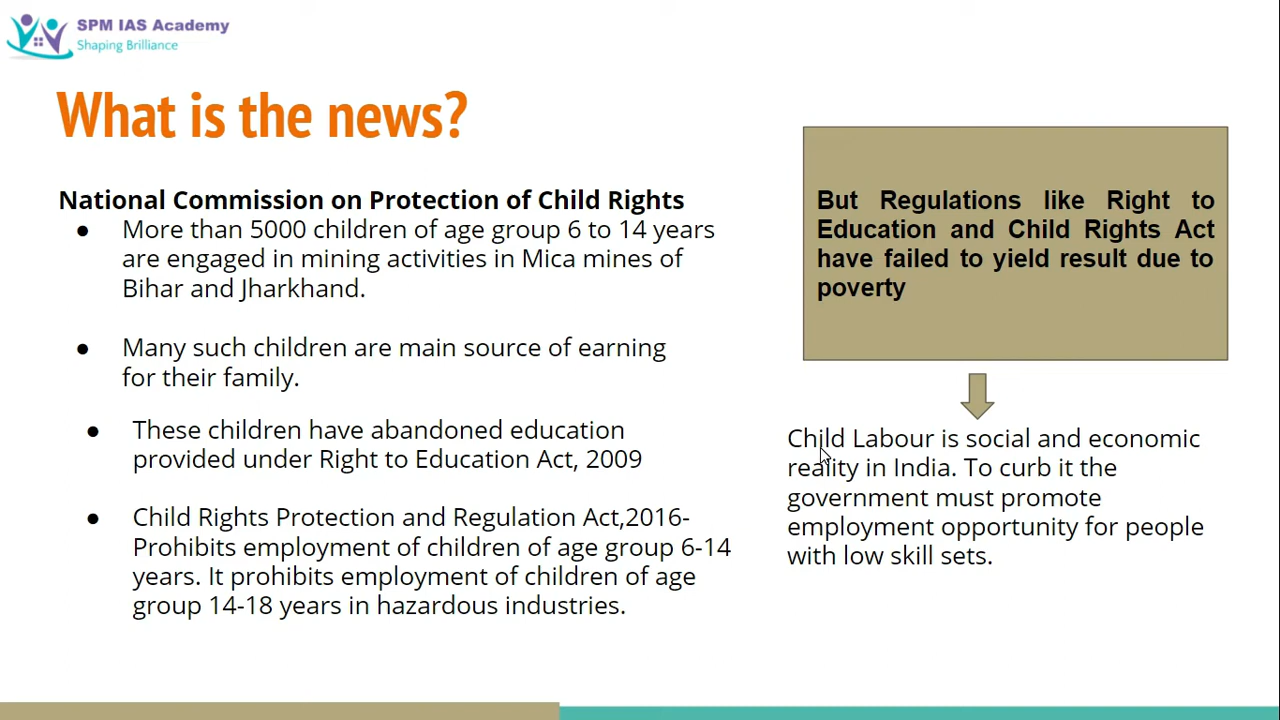 SPM IAS Academy
Shaping Brilliance
What is the news?
National Commission on Protection of Child Rights
● More than 5000 children of age group 6 to 14 years
are engaged in mining activities in Mica mines of
Bihar and Jharkhand.
● Many such children are main source of earning
for their family.
● These children have abandoned education
provided under Right to Education Act, 2009
● Child Rights Protection and Regulation Act,2016-
Prohibits employment of children of age group 6-14
years. It prohibits employment of children of age
group 14-18 years in hazardous industries.
But Regulations like Right to
Education and Child Rights Act
have failed to yield result due to
poverty
Child Labour is social and economic
reality in India. To curb it the
government must promote
employment opportunity for people
with low skill sets.